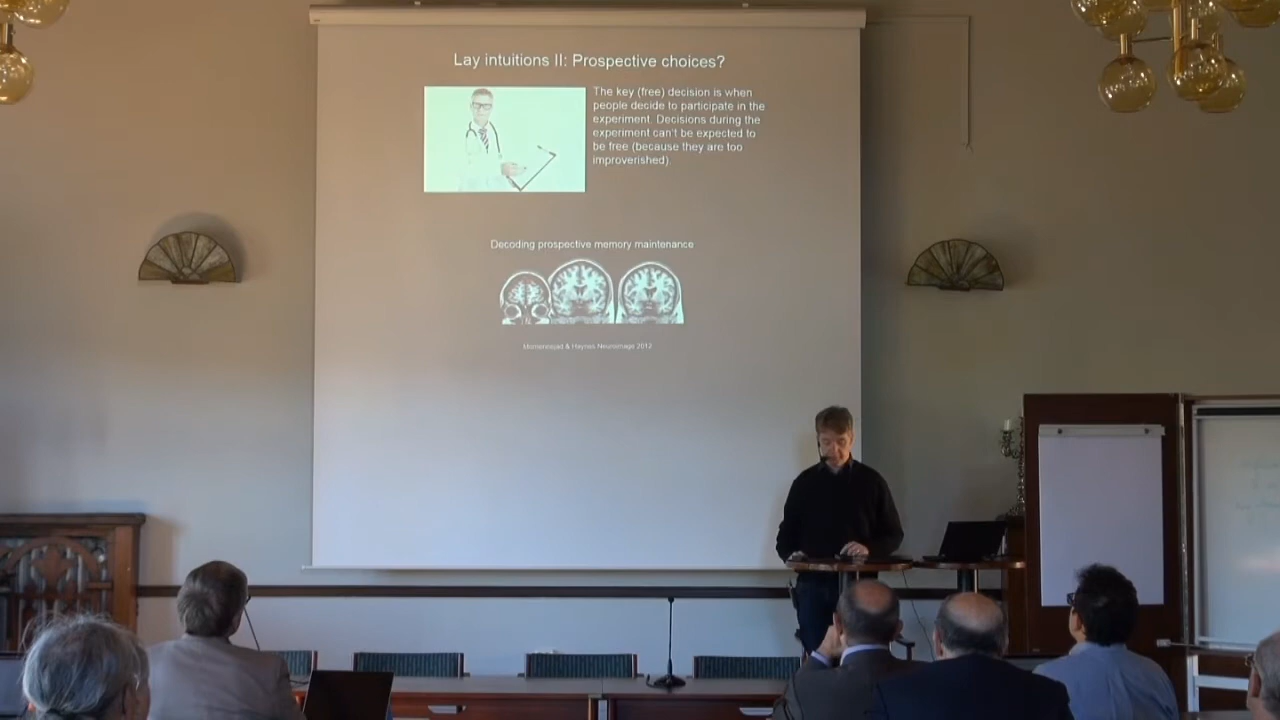 Lay intuitions II: Prospective choices?
The key (free) decision is when
people decide to participate in the
experiment. Decisions during the
experiment can't be expected to
be free (because they are too
improverished).
Decoding prospective memory maintenance
Momennejad & Haynes Neuroimage 2012